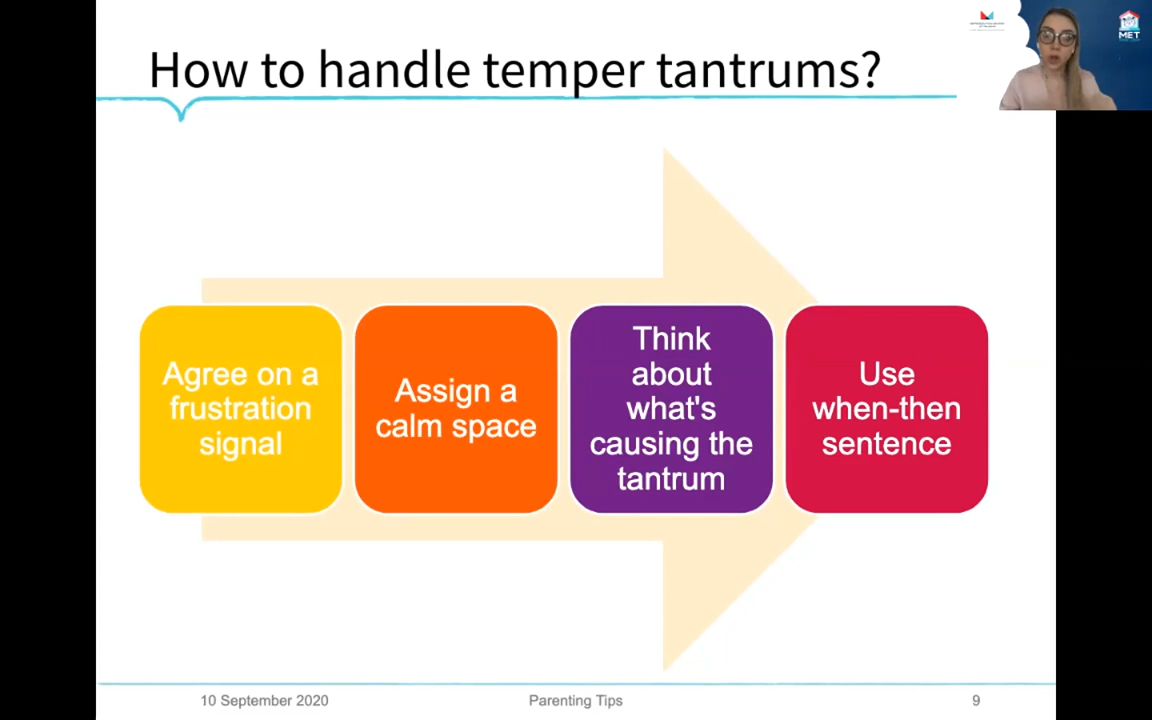 How to handle temper tantrums?
MET
Agree on a
frustration
signal
Assign a
calm space
Think
about
what's
causing the
tantrum
Use
when-then
sentence
10 September 2020
Parenting Tips
9